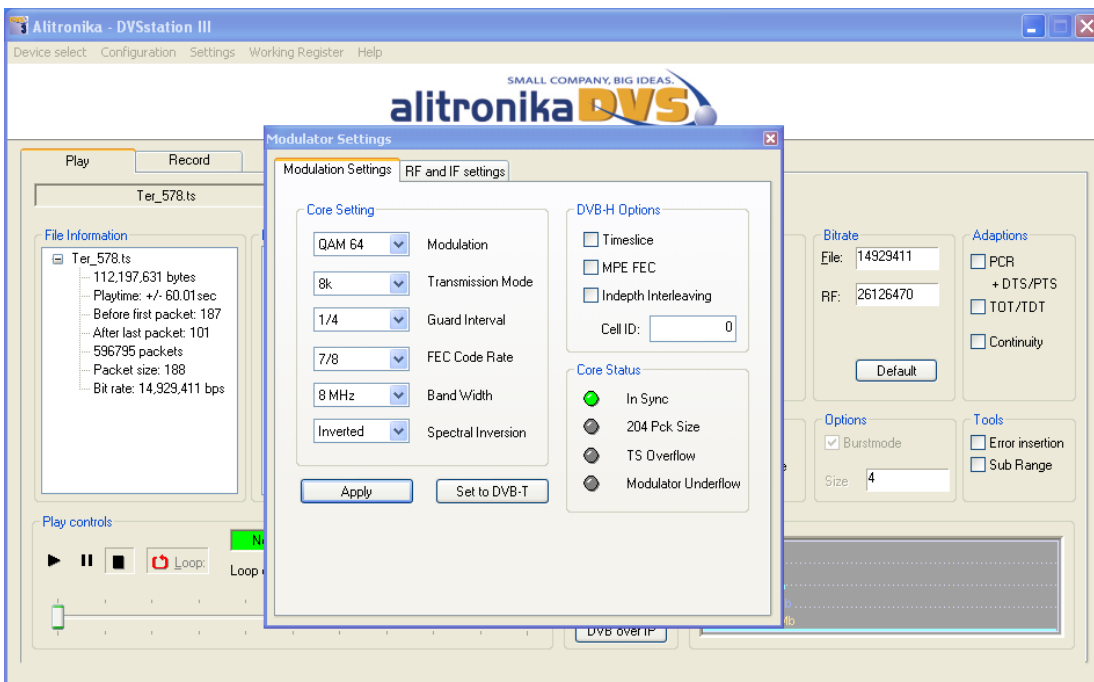 Alitronika - DVSstation III
Device select Configuration Settings Working Register Help
SMALL COMPANY, BIG IDEAS.
alitronika DVS
Play
Record
Ter_578.ts
File Information
Ter_578.ts
112,197,631 bytes
Playtime: +/- 60.01sec
Before first packet: 187
After last packet: 101
596795 packets
Packet size: 188
Bit rate: 14,929,411 bps
Modulator Settings
Modulation Settings
RF and IF settings
Core Setting
QAM 64 Modulation
8k Transmission Mode
1/4 Guard Interval
7/8 FEC Code Rate
8 MHz Band Width
Inverted Spectral Inversion
Apply
Set to DVB-T
DVB-H Options
Timeslice
MPE FEC
Indepth Interleaving
Cell ID: 0
Core Status
In Sync
204 Pck Size
TS Overflow
Modulator Underflow
Bitrate
File: 14929411
RF: 26126470
Default
Adaptions
PCR
+ DTS/PTS
TOT/TDT
Continuity
Options
Burstmode
Size 4
Tools
Error insertion
Sub Range
Play controls
Loop:
Loop
DVB over IP